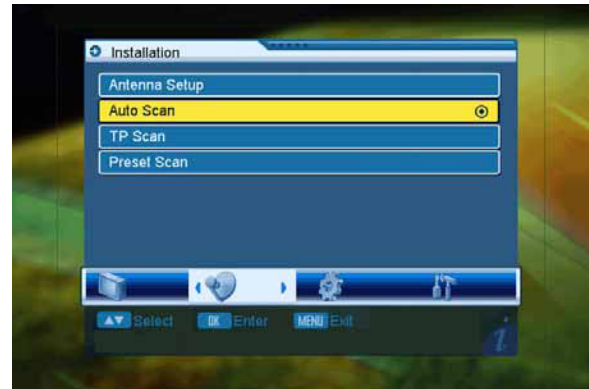 Installation
Antenna Setup
Auto Scan
TP Scan
Preset Scan
▲▼ Select OK Enter MENU Exit
i